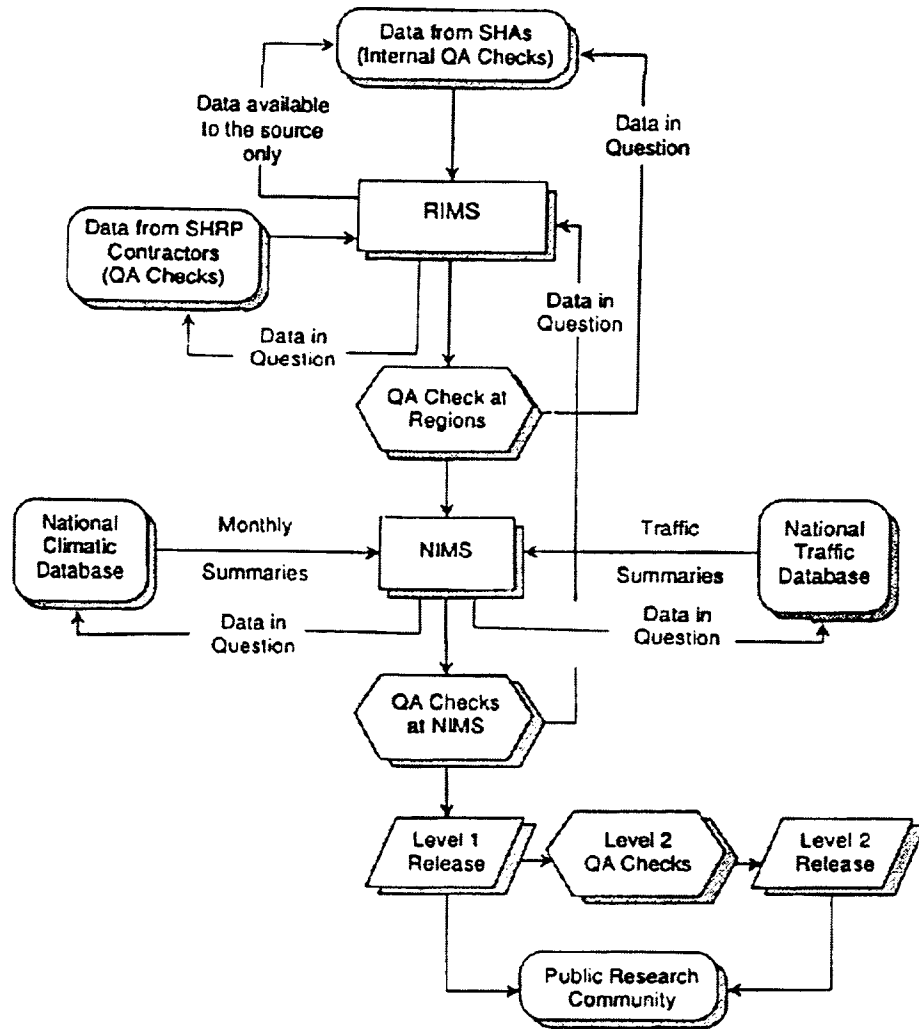 Data from SHAs
(Internal QA Checks)
Data available
to the source
only
Data in
Question
RIMS
Data from SHRP
Contractors
(QA Checks)
Data in
Question
Data in
Question
QA Check at
Regions
National
Climatic
Database
Monthly
Summaries
NIMS
Traffic
Summaries
National
Traffic
Database
Data in
Question
Data in
Question
QA Checks
at NIMS
Level 1
Release
Level 2
QA Checks
Level 2
Release
Public Research
Community